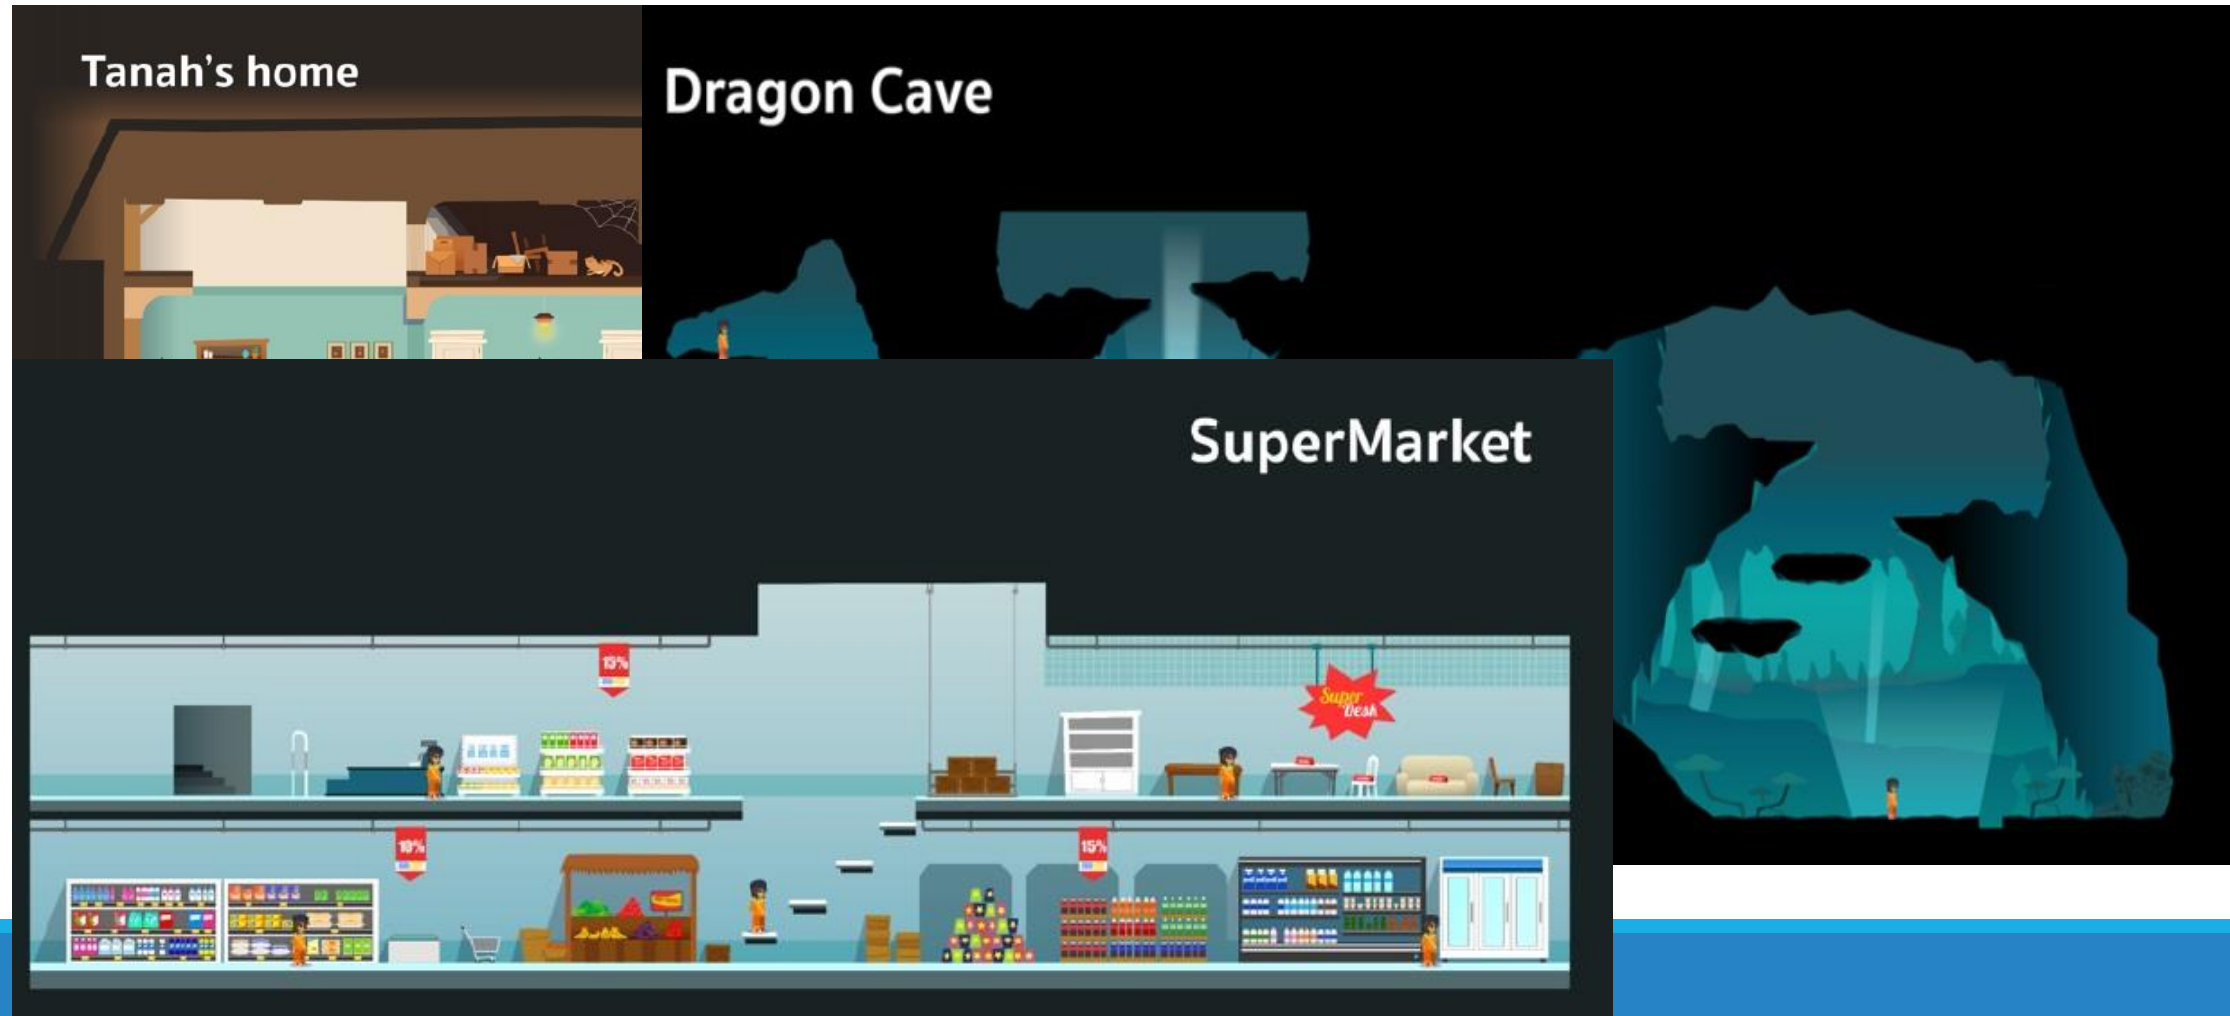 Tanah's home
Dragon Cave
SuperMarket
15%
Super
Desk
10%
15%